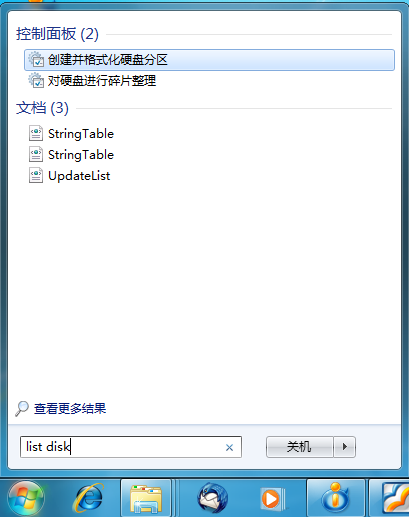 控制面板 (2)
创建并格式化硬盘分区
对硬盘进行碎片整理
文档 (3)
StringTable
StringTable
UpdateList
查看更多结果
list disk
关机